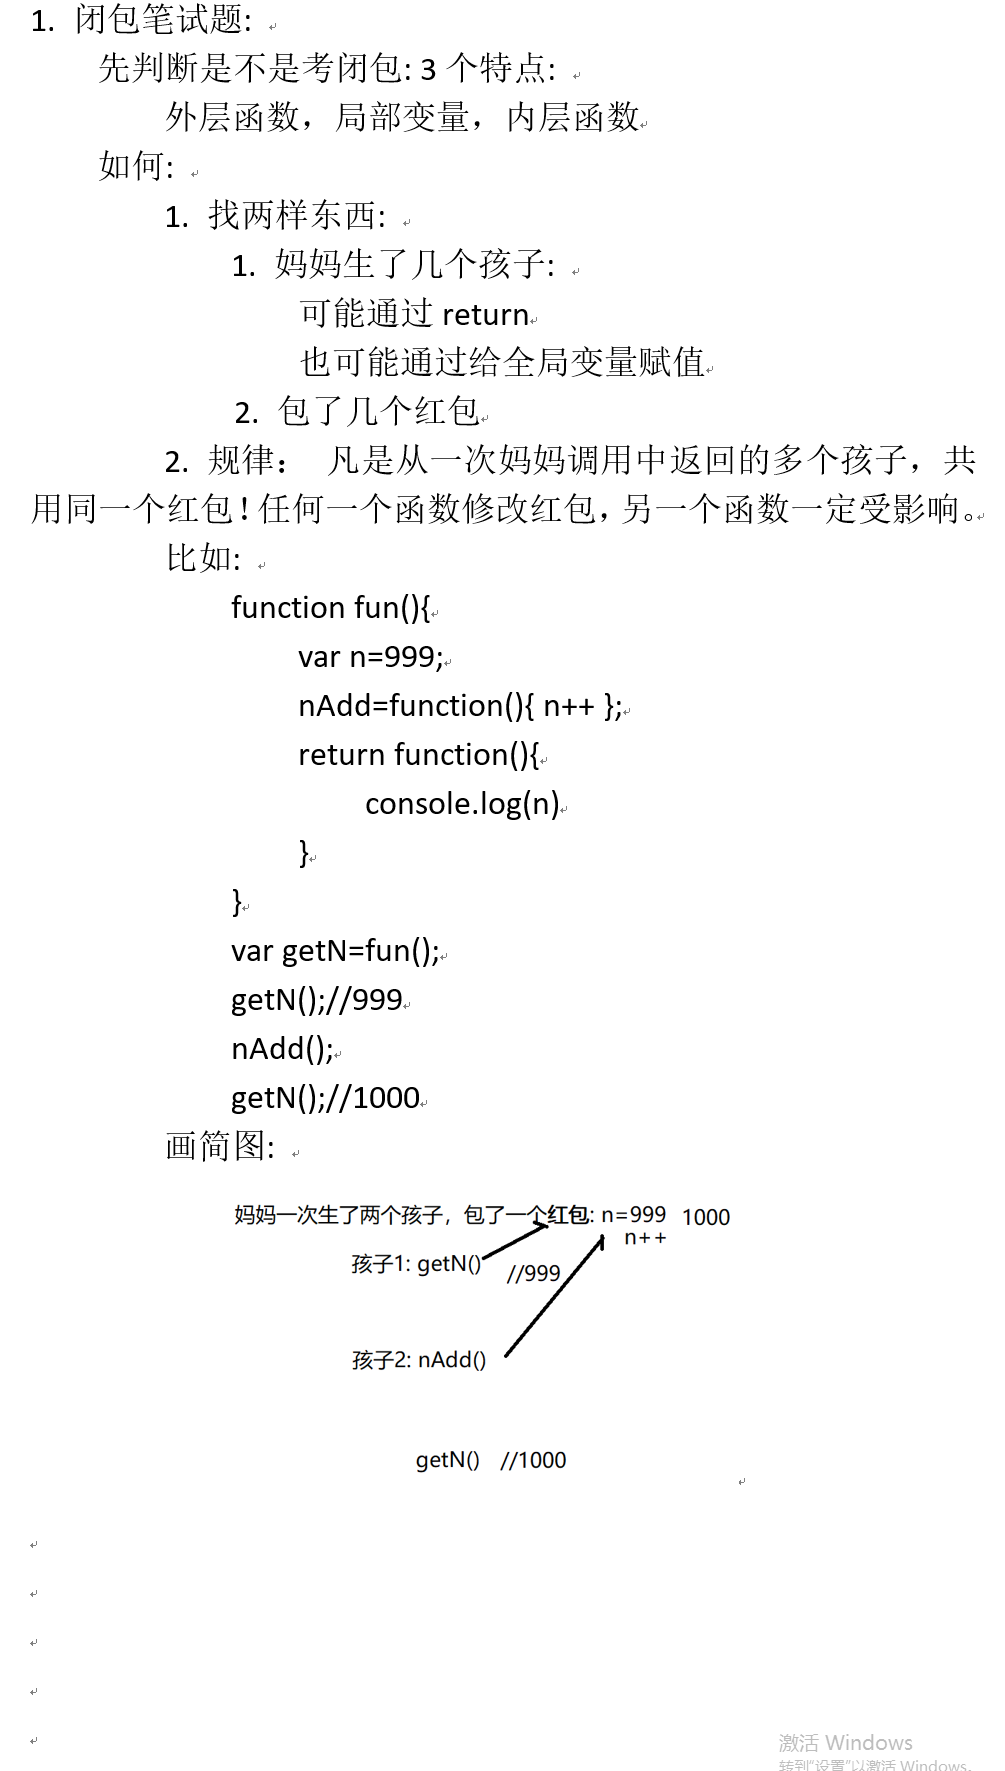 1. 闭包笔试题:
先判断是不是考闭包: 3 个特点:
外层函数，局部变量，内层函数
如何:
1. 找两样东西:
1. 妈妈生了几个孩子:
可能通过 return
也可能通过给全局变量赋值
2. 包了几个红包
2. 规律： 凡是从一次妈妈调用中返回的多个孩子，共
用同一个红包！任何一个函数修改红包，另一个函数一定受影响。
比如:
function fun(){
var n=999;
nAdd=function(){ n++ };
return function(){
console.log(n)
}
}
var getN=fun();
getN();//999
nAdd();
getN();//1000
画简图:
妈妈一次生了两个孩子，包了一个红包: n=999 1000
n++
孩子1: getN() //999
孩子2: nAdd()
getN() //1000
激活 Windows
转到“设置”以激活 Windows。